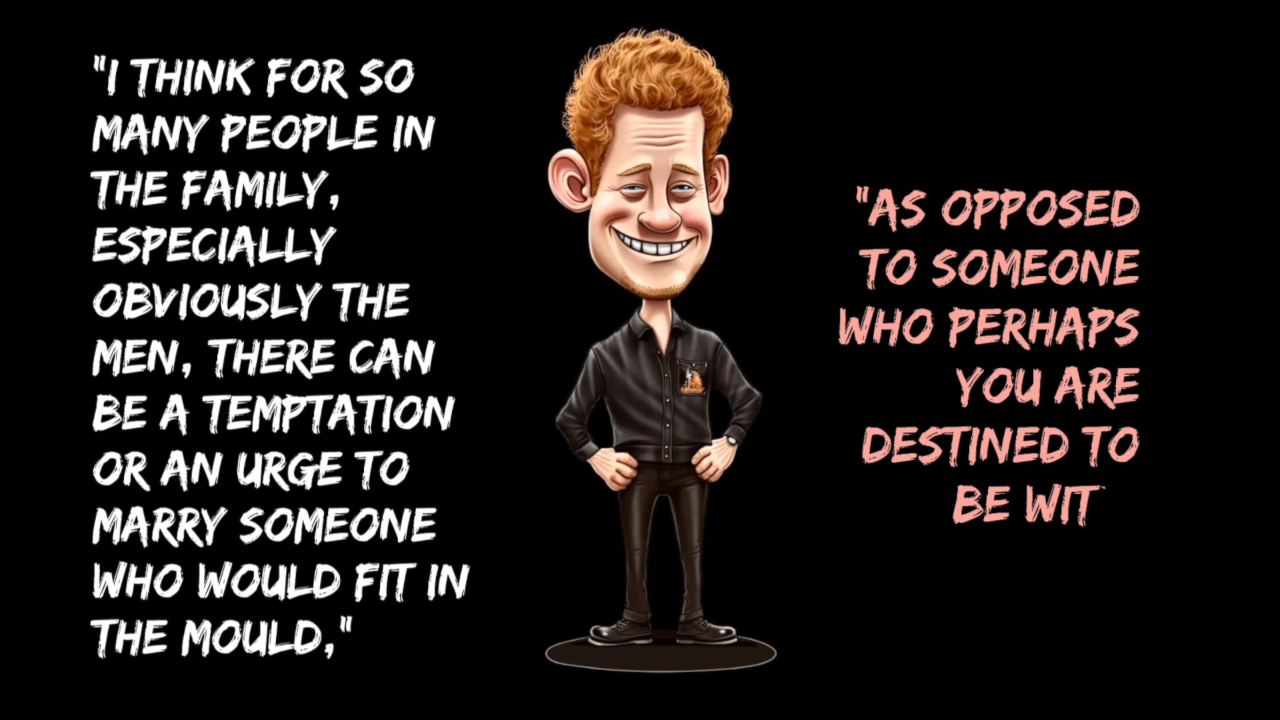 "I THINK FOR SO
MANY PEOPLE IN
THE FAMILY,
ESPECIALLY
OBVIOUSLY THE
MEN, THERE CAN
BE A TEMPTATION
OR AN URGE TO
MARRY SOMEONE
WHO WOULD FIT IN
THE MOULD,"
"AS OPPOSED
TO SOMEONE
WHO PERHAPS
YOU ARE
DESTINED TO
BE WIT